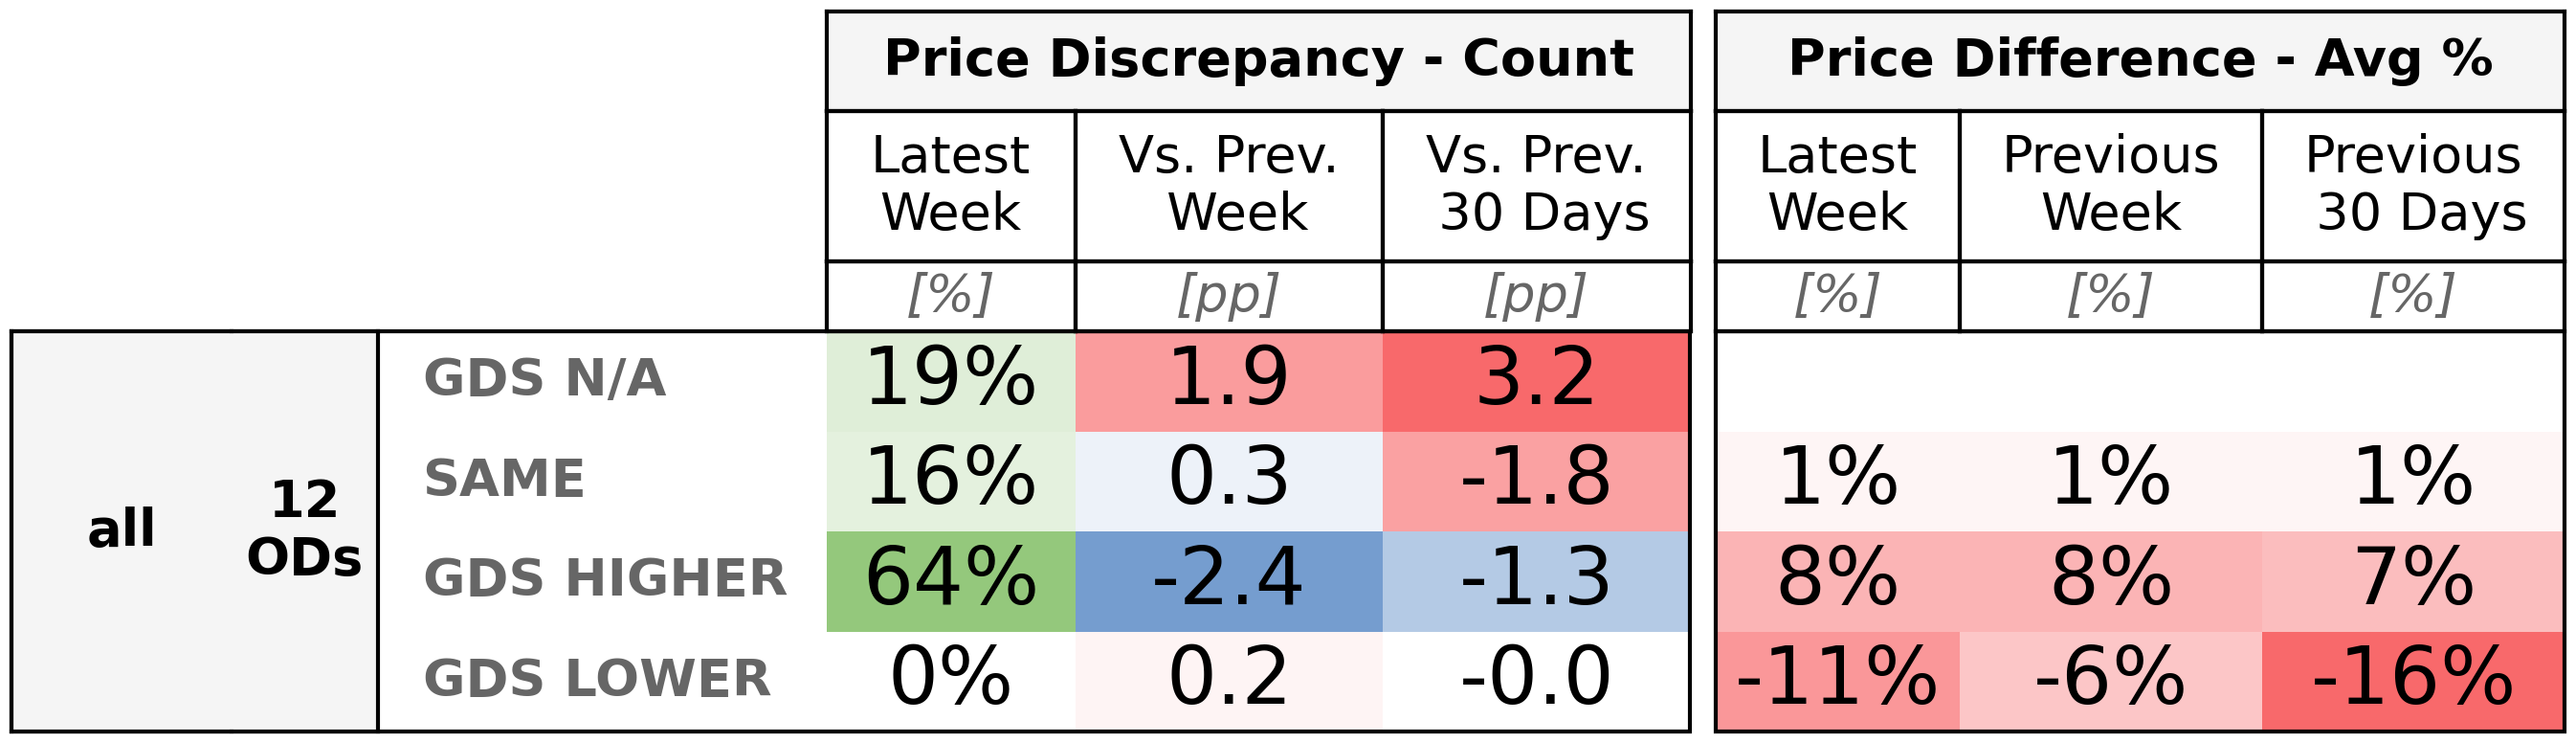 Price Discrepancy - Count Price Difference - Avg %
Latest Week Vs. Prev. Week Vs. Prev. 30 Days Latest Week Previous Week Previous 30 Days
[%] [pp] [pp] [%] [%] [%]
all 12 ODs
GDS N/A 19% 1.9 3.2
SAME 16% 0.3 -1.8 1% 1% 1%
GDS HIGHER 64% -2.4 -1.3 8% 8% 7%
GDS LOWER 0% 0.2 -0.0 -11% -6% -16%